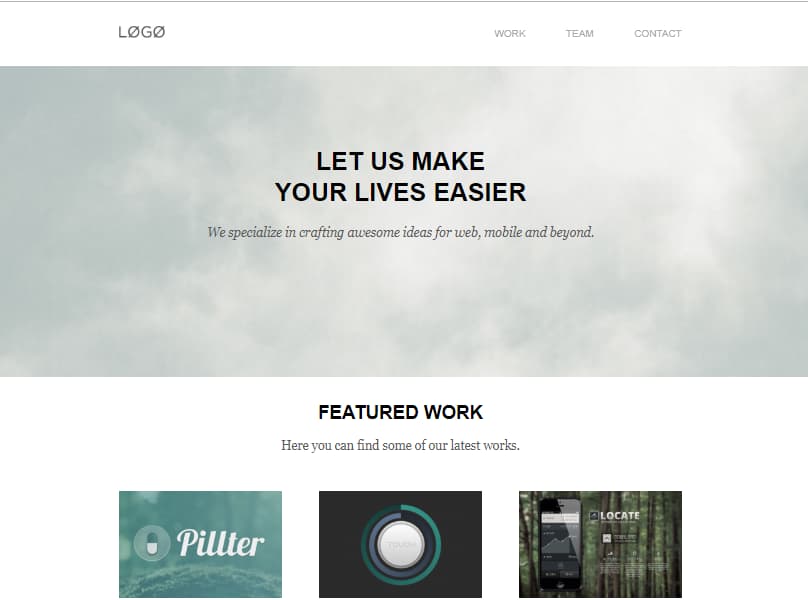 LØGØ
WORK TEAM CONTACT
LET US MAKE
YOUR LIVES EASIER
We specialize in crafting awesome ideas for web, mobile and beyond.
FEATURED WORK
Here you can find some of our latest works.
Pillter
TOUCH
LOCATE